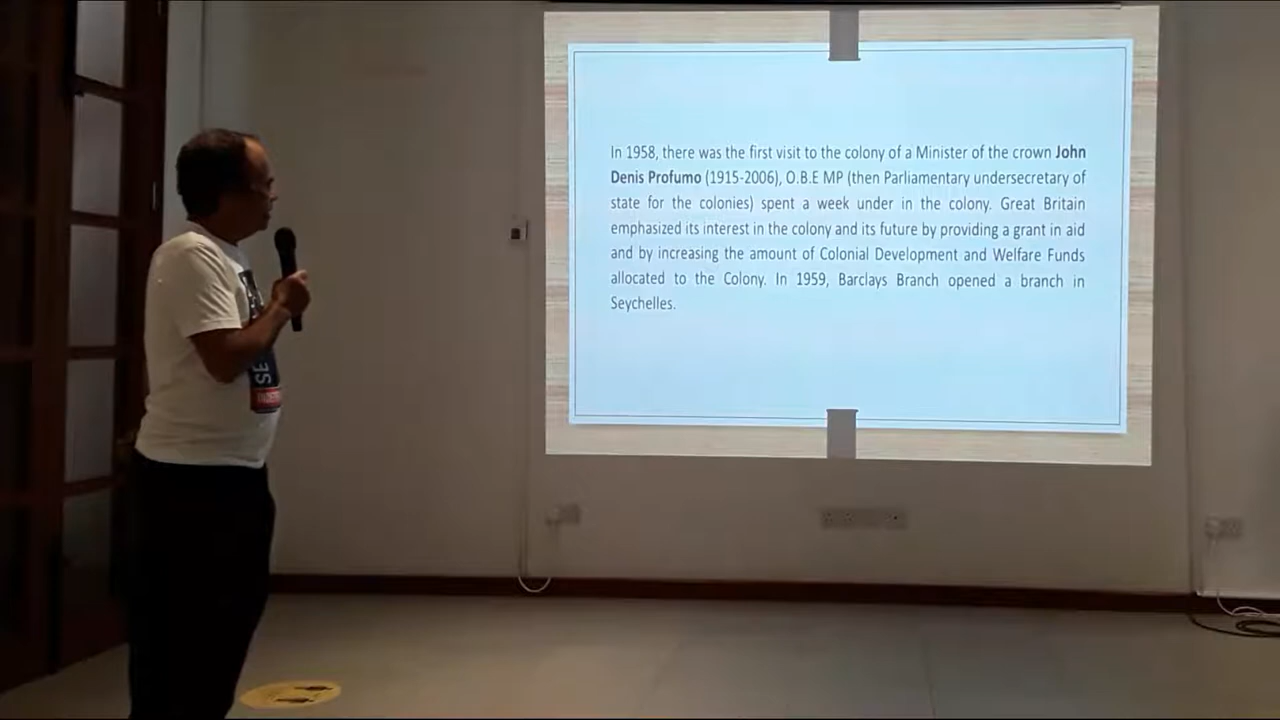 In 1958, there was the first visit to the colony of a Minister of the crown John
Denis Profumo (1915-2006), O.B.E MP (then Parliamentary undersecretary of
state for the colonies) spent a week under in the colony. Great Britain
emphasized its interest in the colony and its future by providing a grant in aid
and by increasing the amount of Colonial Development and Welfare Funds
allocated to the Colony. In 1959, Barclays Branch opened a branch in
Seychelles.
SE